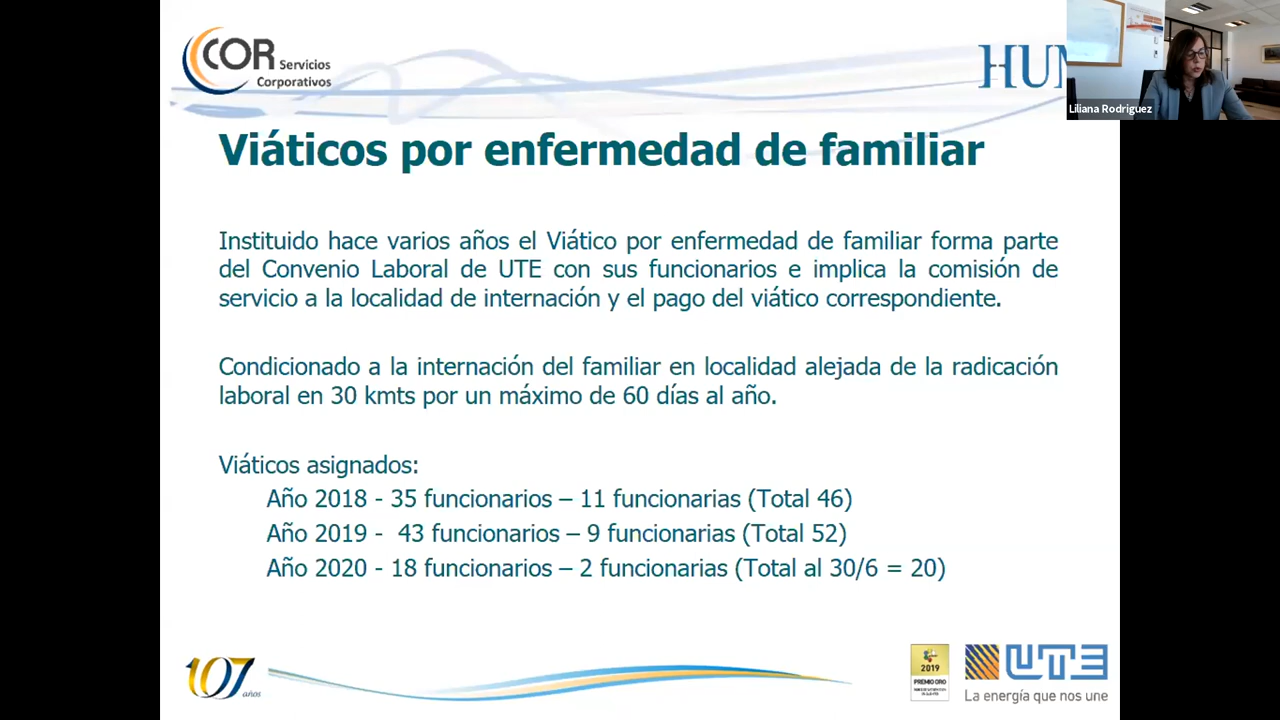 COR Servicios
Corporativos
HUM
Liliana Rodriguez
Viáticos por enfermedad de familiar
Instituido hace varios años el Viático por enfermedad de familiar forma parte
del Convenio Laboral de UTE con sus funcionarios e implica la comisión de
servicio a la localidad de internación y el pago del viático correspondiente.
Condicionado a la internación del familiar en localidad alejada de la radicación
laboral en 30 kmts por un máximo de 60 días al año.
Viáticos asignados:
Año 2018 - 35 funcionarios – 11 funcionarias (Total 46)
Año 2019 - 43 funcionarios – 9 funcionarias (Total 52)
Año 2020 - 18 funcionarios – 2 funcionarias (Total al 30/6 = 20)
107 años
2019
PREMIO ORO
UTE
La energía que nos une